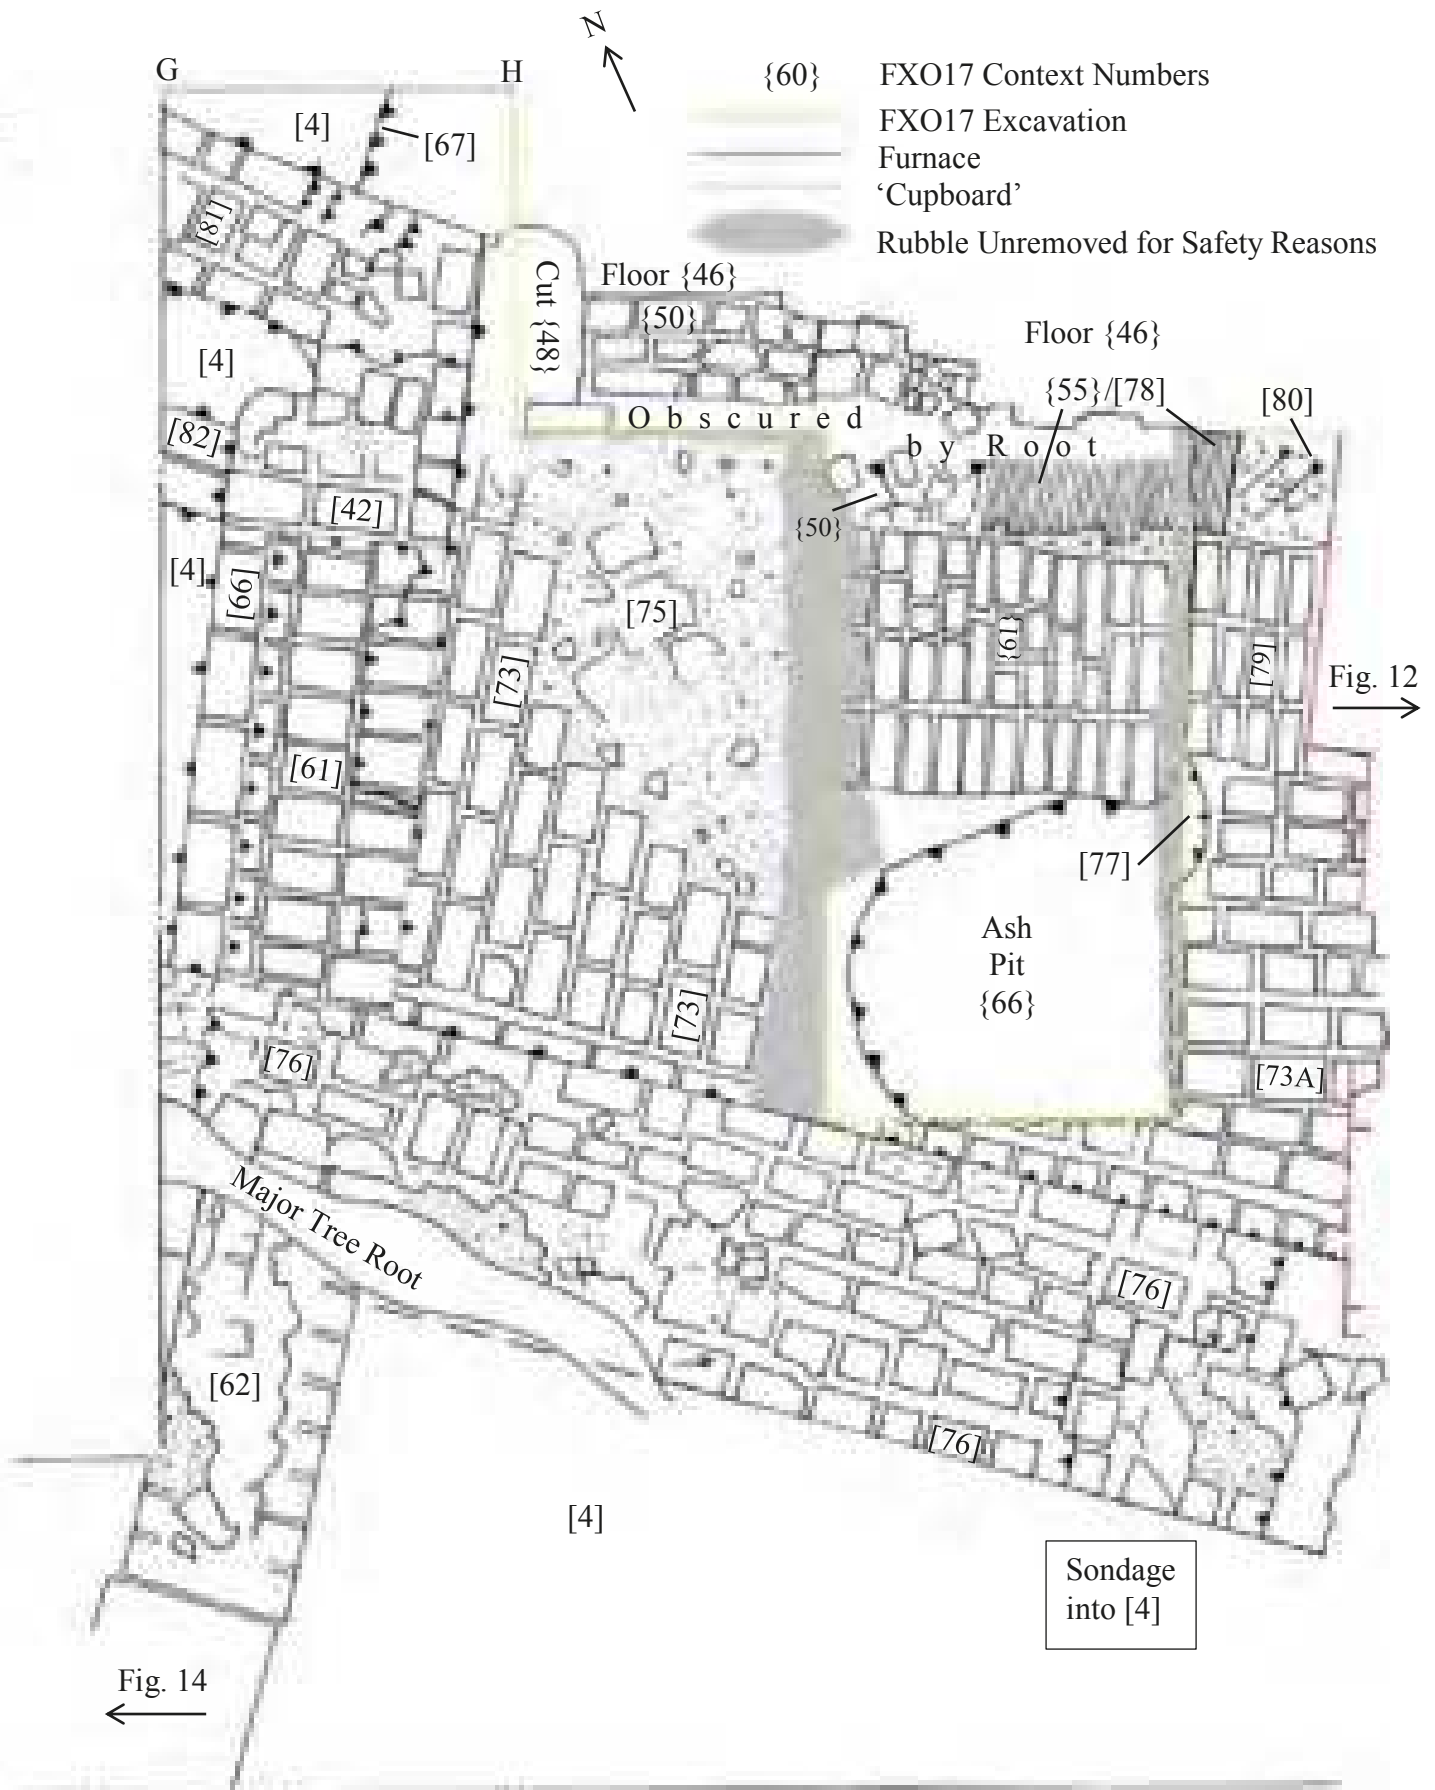 N
G
H
{60} FXO17 Context Numbers
FXO17 Excavation
Furnace
‘Cupboard’
Rubble Unremoved for Safety Reasons
[4]
[67]
[81]
Cut {48}
Floor {46}
{50}
Floor {46}
[4]
{55}/[78]
[80]
[82]
Obscured
by Root
[42]
{50}
[4]
[66]
[75]
{61}
[79]
[73]
Fig. 12
[61]
[77]
Ash
Pit
{66}
[73]
[76]
[73A]
Major Tree Root
[76]
[62]
[76]
[4]
Sondage
into [4]
Fig. 14